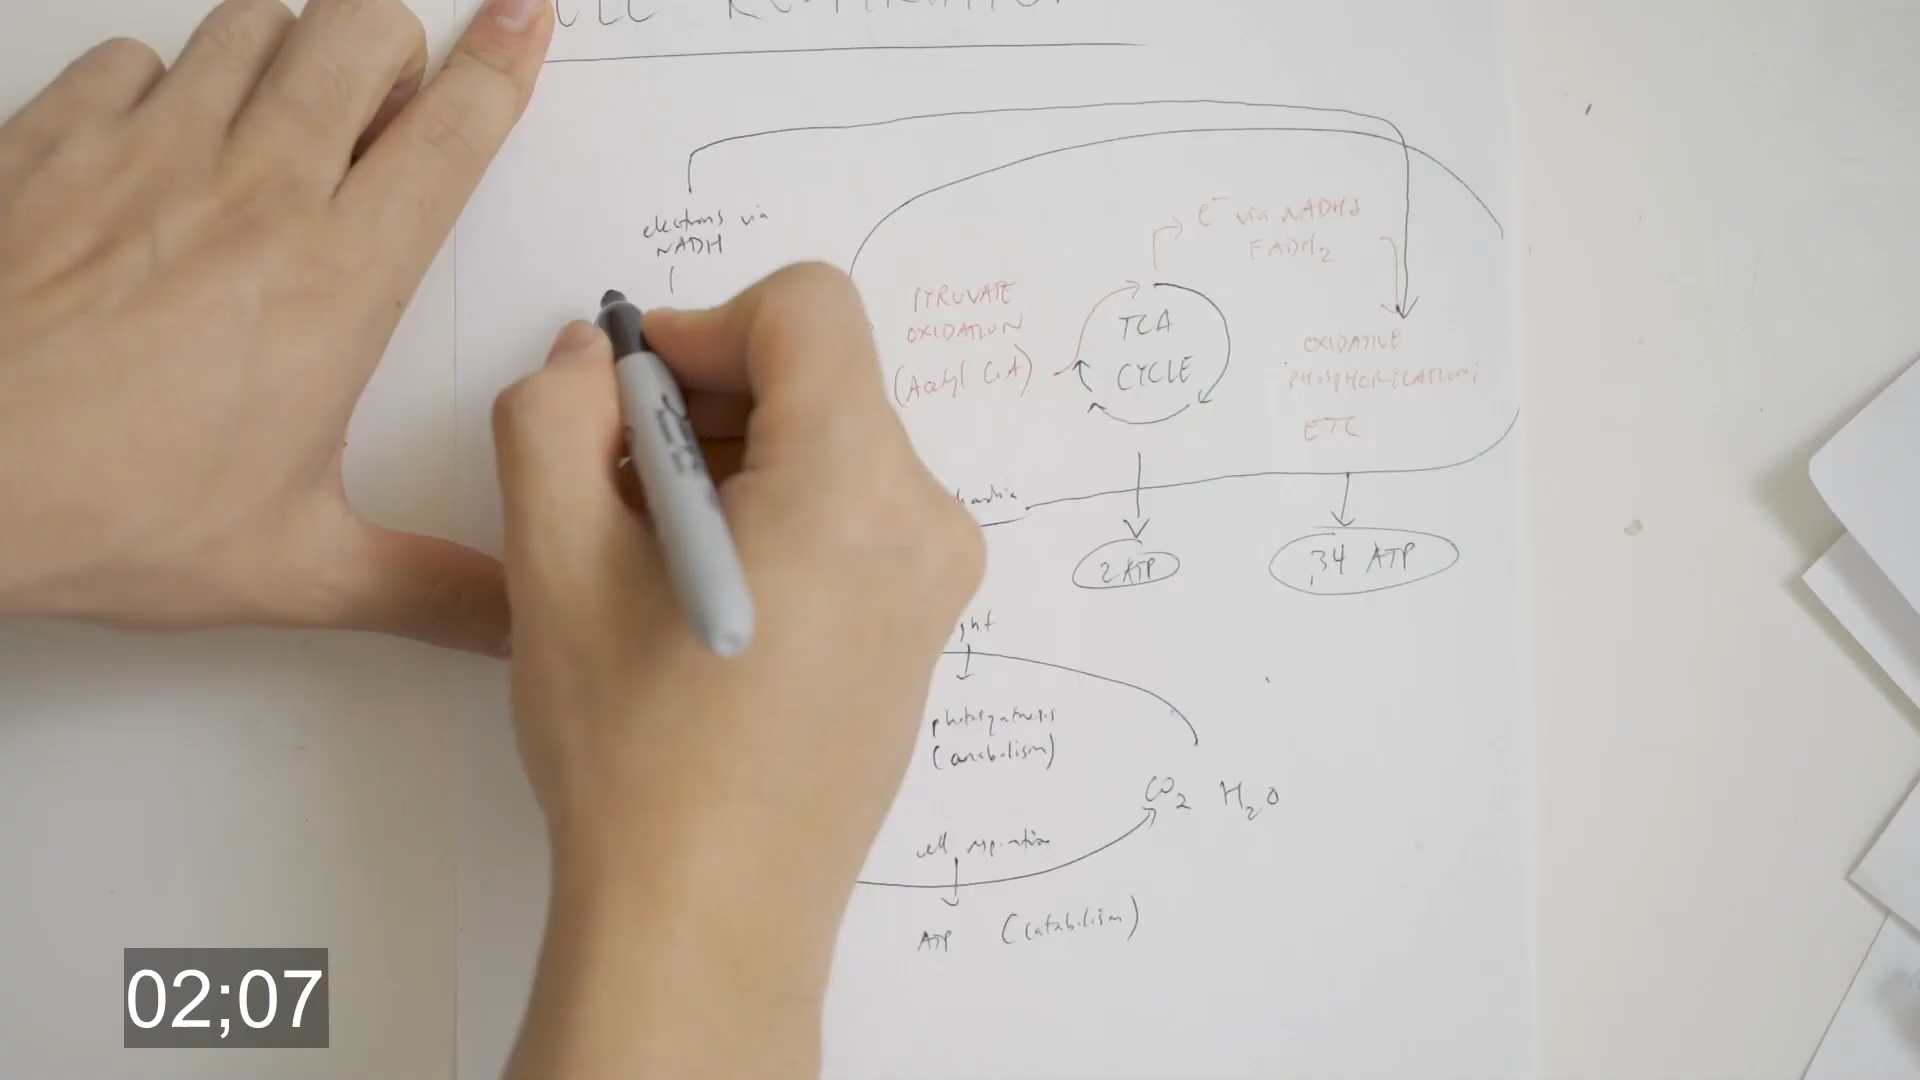 electrons via
NADH
e⁻ via NADH &
FADH₂
PYRUVATE
OXIDATION
(Acetyl CoA)
TCA
CYCLE
OXIDATIVE
PHOSPHORYLATION;
ETC
2 ATP
34 ATP
photosynthesis
(anabolism)
CO₂ H₂O
cell respiration
ATP (catabolism)
02;07